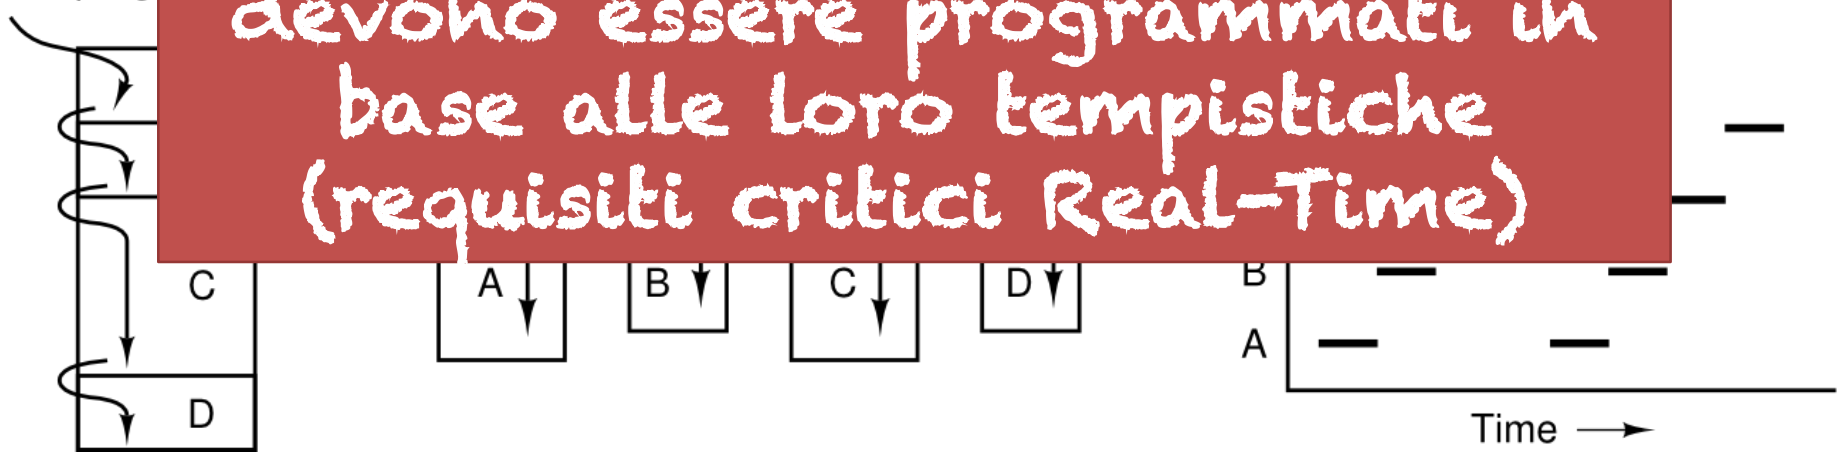 devono essere programmati in
base alle loro tempistiche
(requisiti critici Real-Time)
C
A
B
C
D
B
A
D
Time